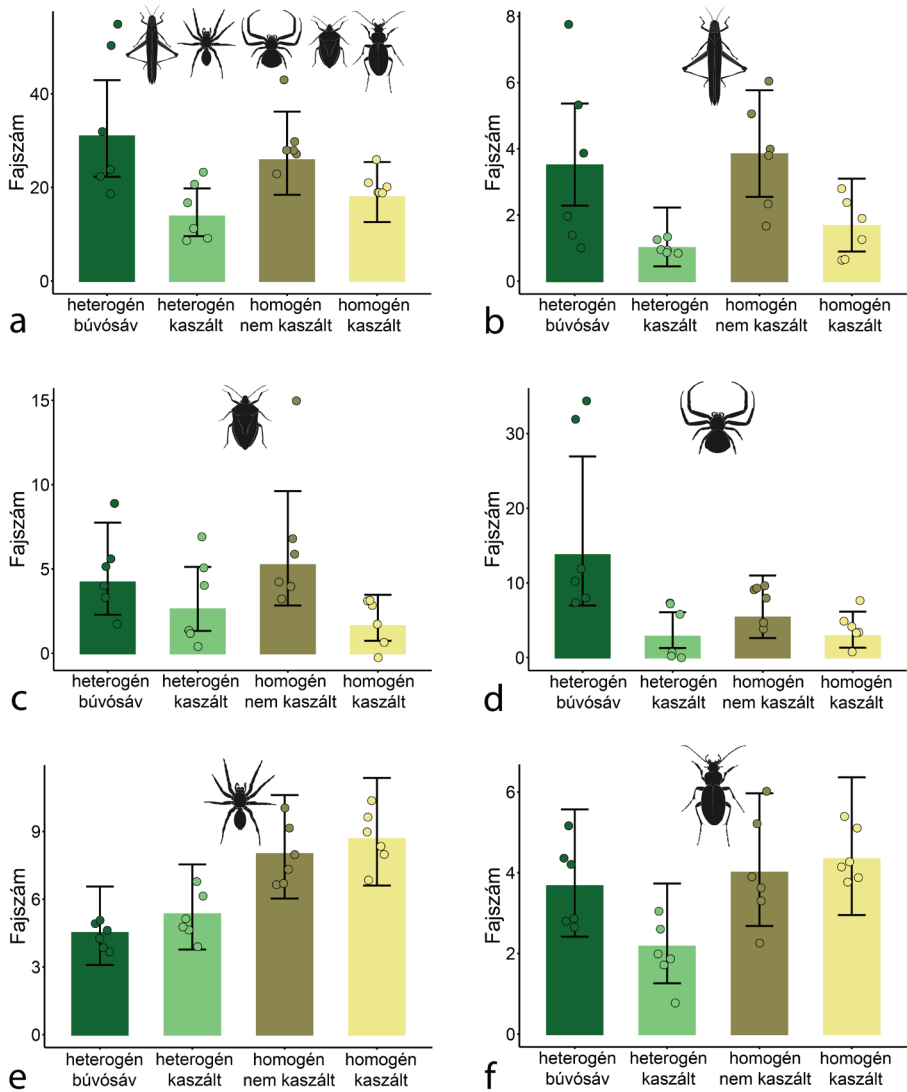 Fajszám
40
20
0
heterogén heterogén homogén homogén
búvósáv kaszált nem kaszált kaszált
a
Fajszám
8
6
4
2
0
heterogén heterogén homogén homogén
búvósáv kaszált nem kaszált kaszált
b
Fajszám
15
10
5
0
heterogén heterogén homogén homogén
búvósáv kaszált nem kaszált kaszált
c
Fajszám
30
20
10
0
heterogén heterogén homogén homogén
búvósáv kaszált nem kaszált kaszált
d
Fajszám
9
6
3
0
heterogén heterogén homogén homogén
búvósáv kaszált nem kaszált kaszált
e
Fajszám
6
4
2
0
heterogén heterogén homogén homogén
búvósáv kaszált nem kaszált kaszált
f